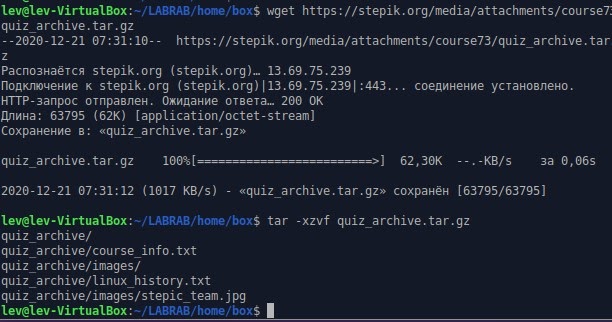 lev@lev-VirtualBox:~/LABRAB/home/box$ wget https://stepik.org/media/attachments/course73/
quiz_archive.tar.gz
--2020-12-21 07:31:10--  https://stepik.org/media/attachments/course73/quiz_archive.tar.g
z
Распознаётся stepik.org (stepik.org)… 13.69.75.239
Подключение к stepik.org (stepik.org)|13.69.75.239|:443... соединение установлено.
HTTP-запрос отправлен. Ожидание ответа… 200 OK
Длина: 63795 (62K) [application/octet-stream]
Сохранение в: «quiz_archive.tar.gz»
quiz_archive.tar.gz    100%[=========================>]  62,30K  --.-KB/s    за 0,06s
2020-12-21 07:31:12 (1017 KB/s) - «quiz_archive.tar.gz» сохранён [63795/63795]
lev@lev-VirtualBox:~/LABRAB/home/box$ tar -xzvf quiz_archive.tar.gz
quiz_archive/
quiz_archive/course_info.txt
quiz_archive/images/
quiz_archive/linux_history.txt
quiz_archive/images/stepic_team.jpg
lev@lev-VirtualBox:~/LABRAB/home/box$